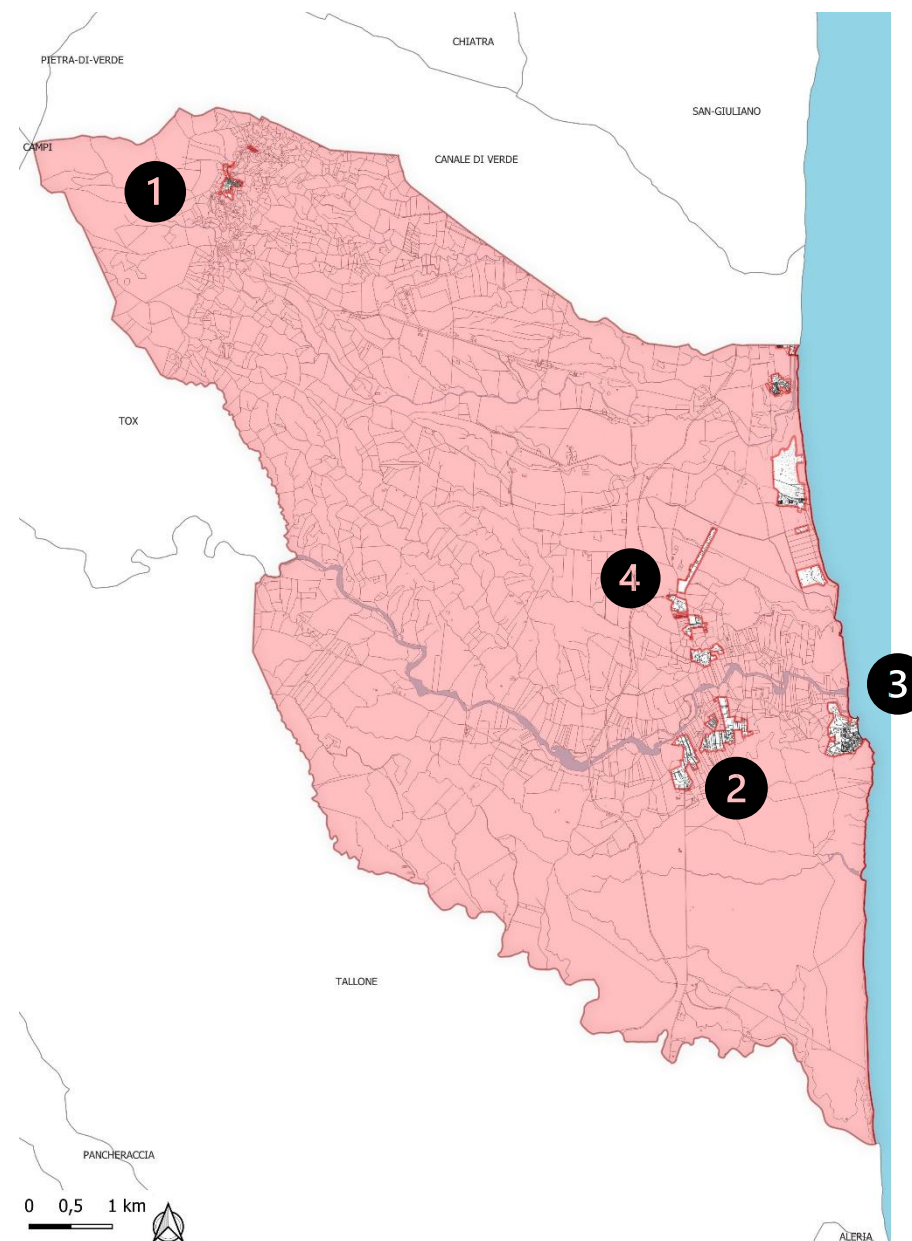 CHIATRA
PIETRA-DI-VERDE
SAN-GIULIANO
CAMPI
CANALE DI VERDE
1
TOX
4
3
2
TALLONE
PANCHERACCIA
0 0,5 1 km
ALERIA